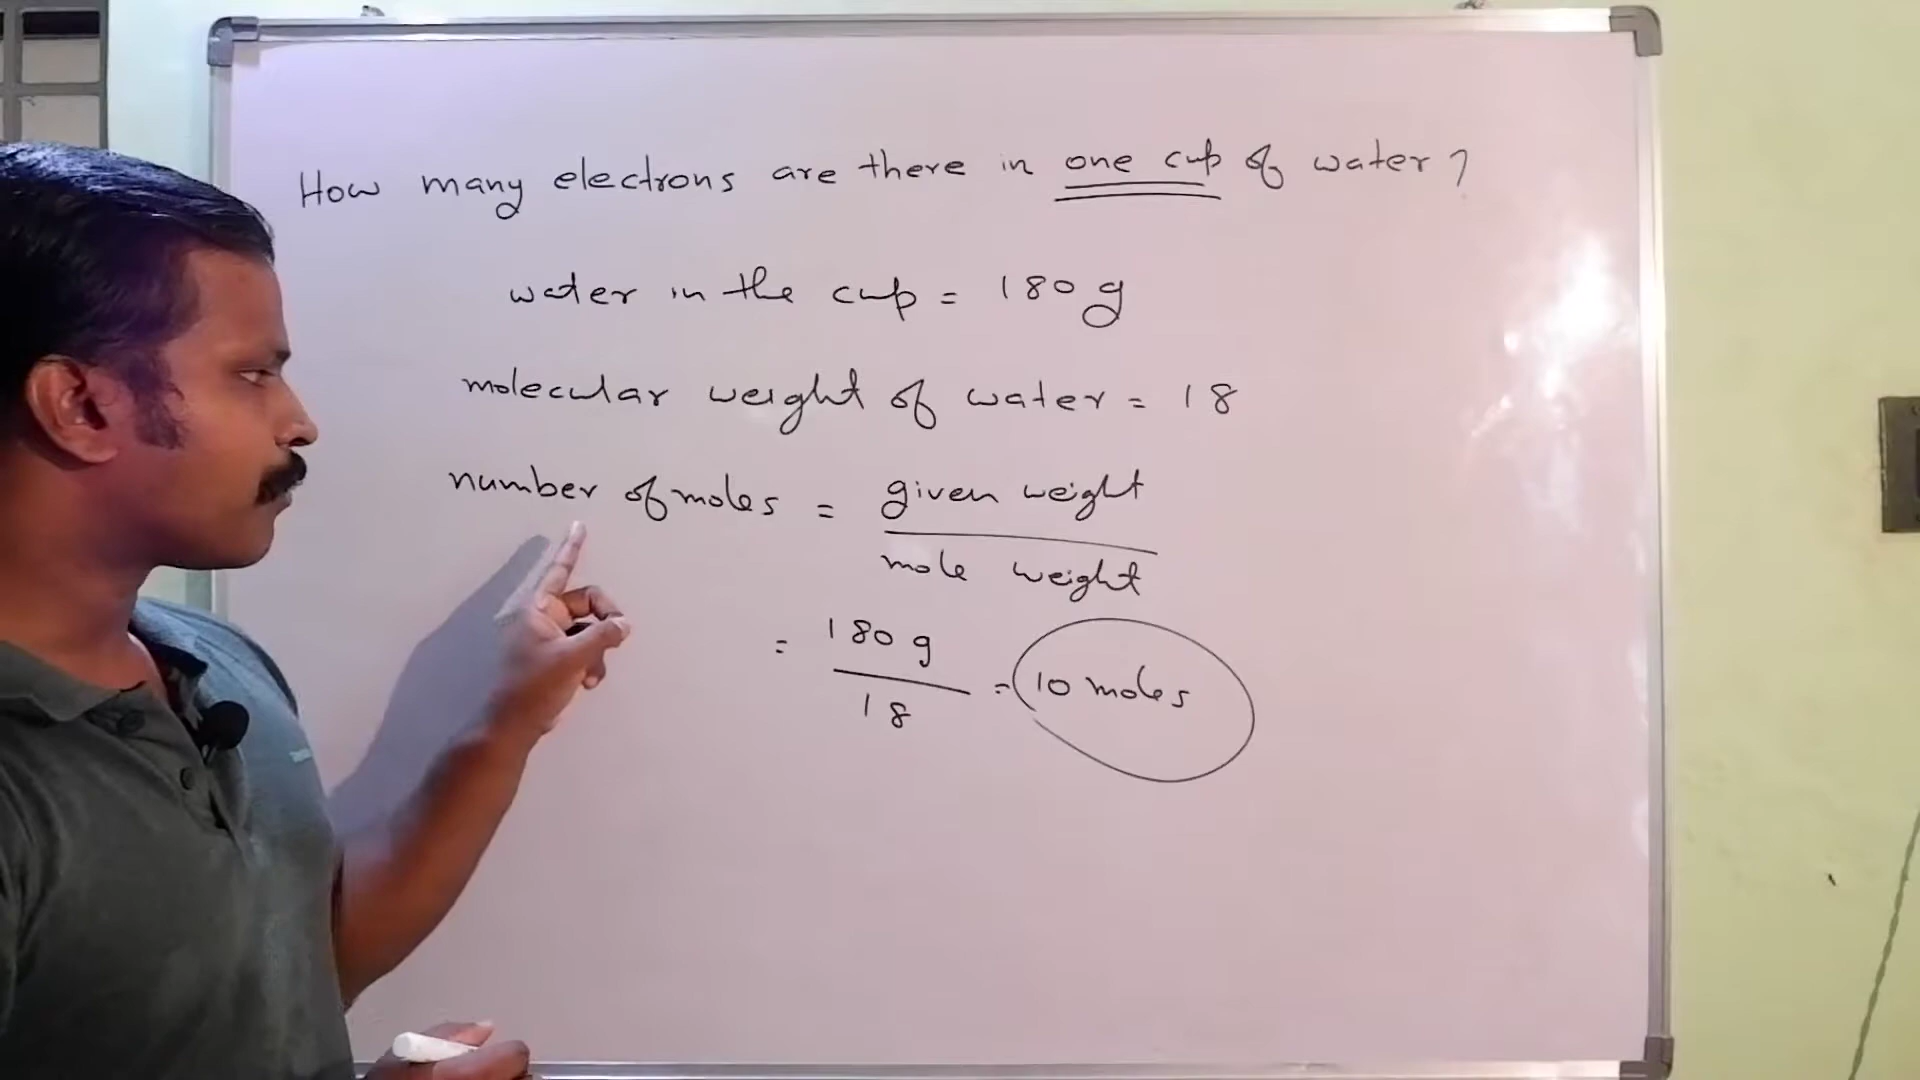 How many electrons are there in one cup of water?
water in the cup = 180 g
molecular weight of water = 18
number of moles = given weight
mole weight
= 180 g
18
= 10 moles